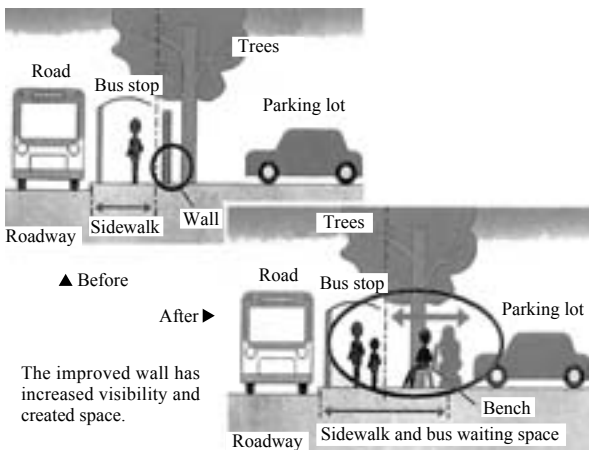 Trees
Road
Bus stop
Parking lot
Wall
Sidewalk
Roadway
▲ Before
Trees
Road
Bus stop
Parking lot
After ▶
The improved wall has
increased visibility and
created space.
Bench
Sidewalk and bus waiting space
Roadway